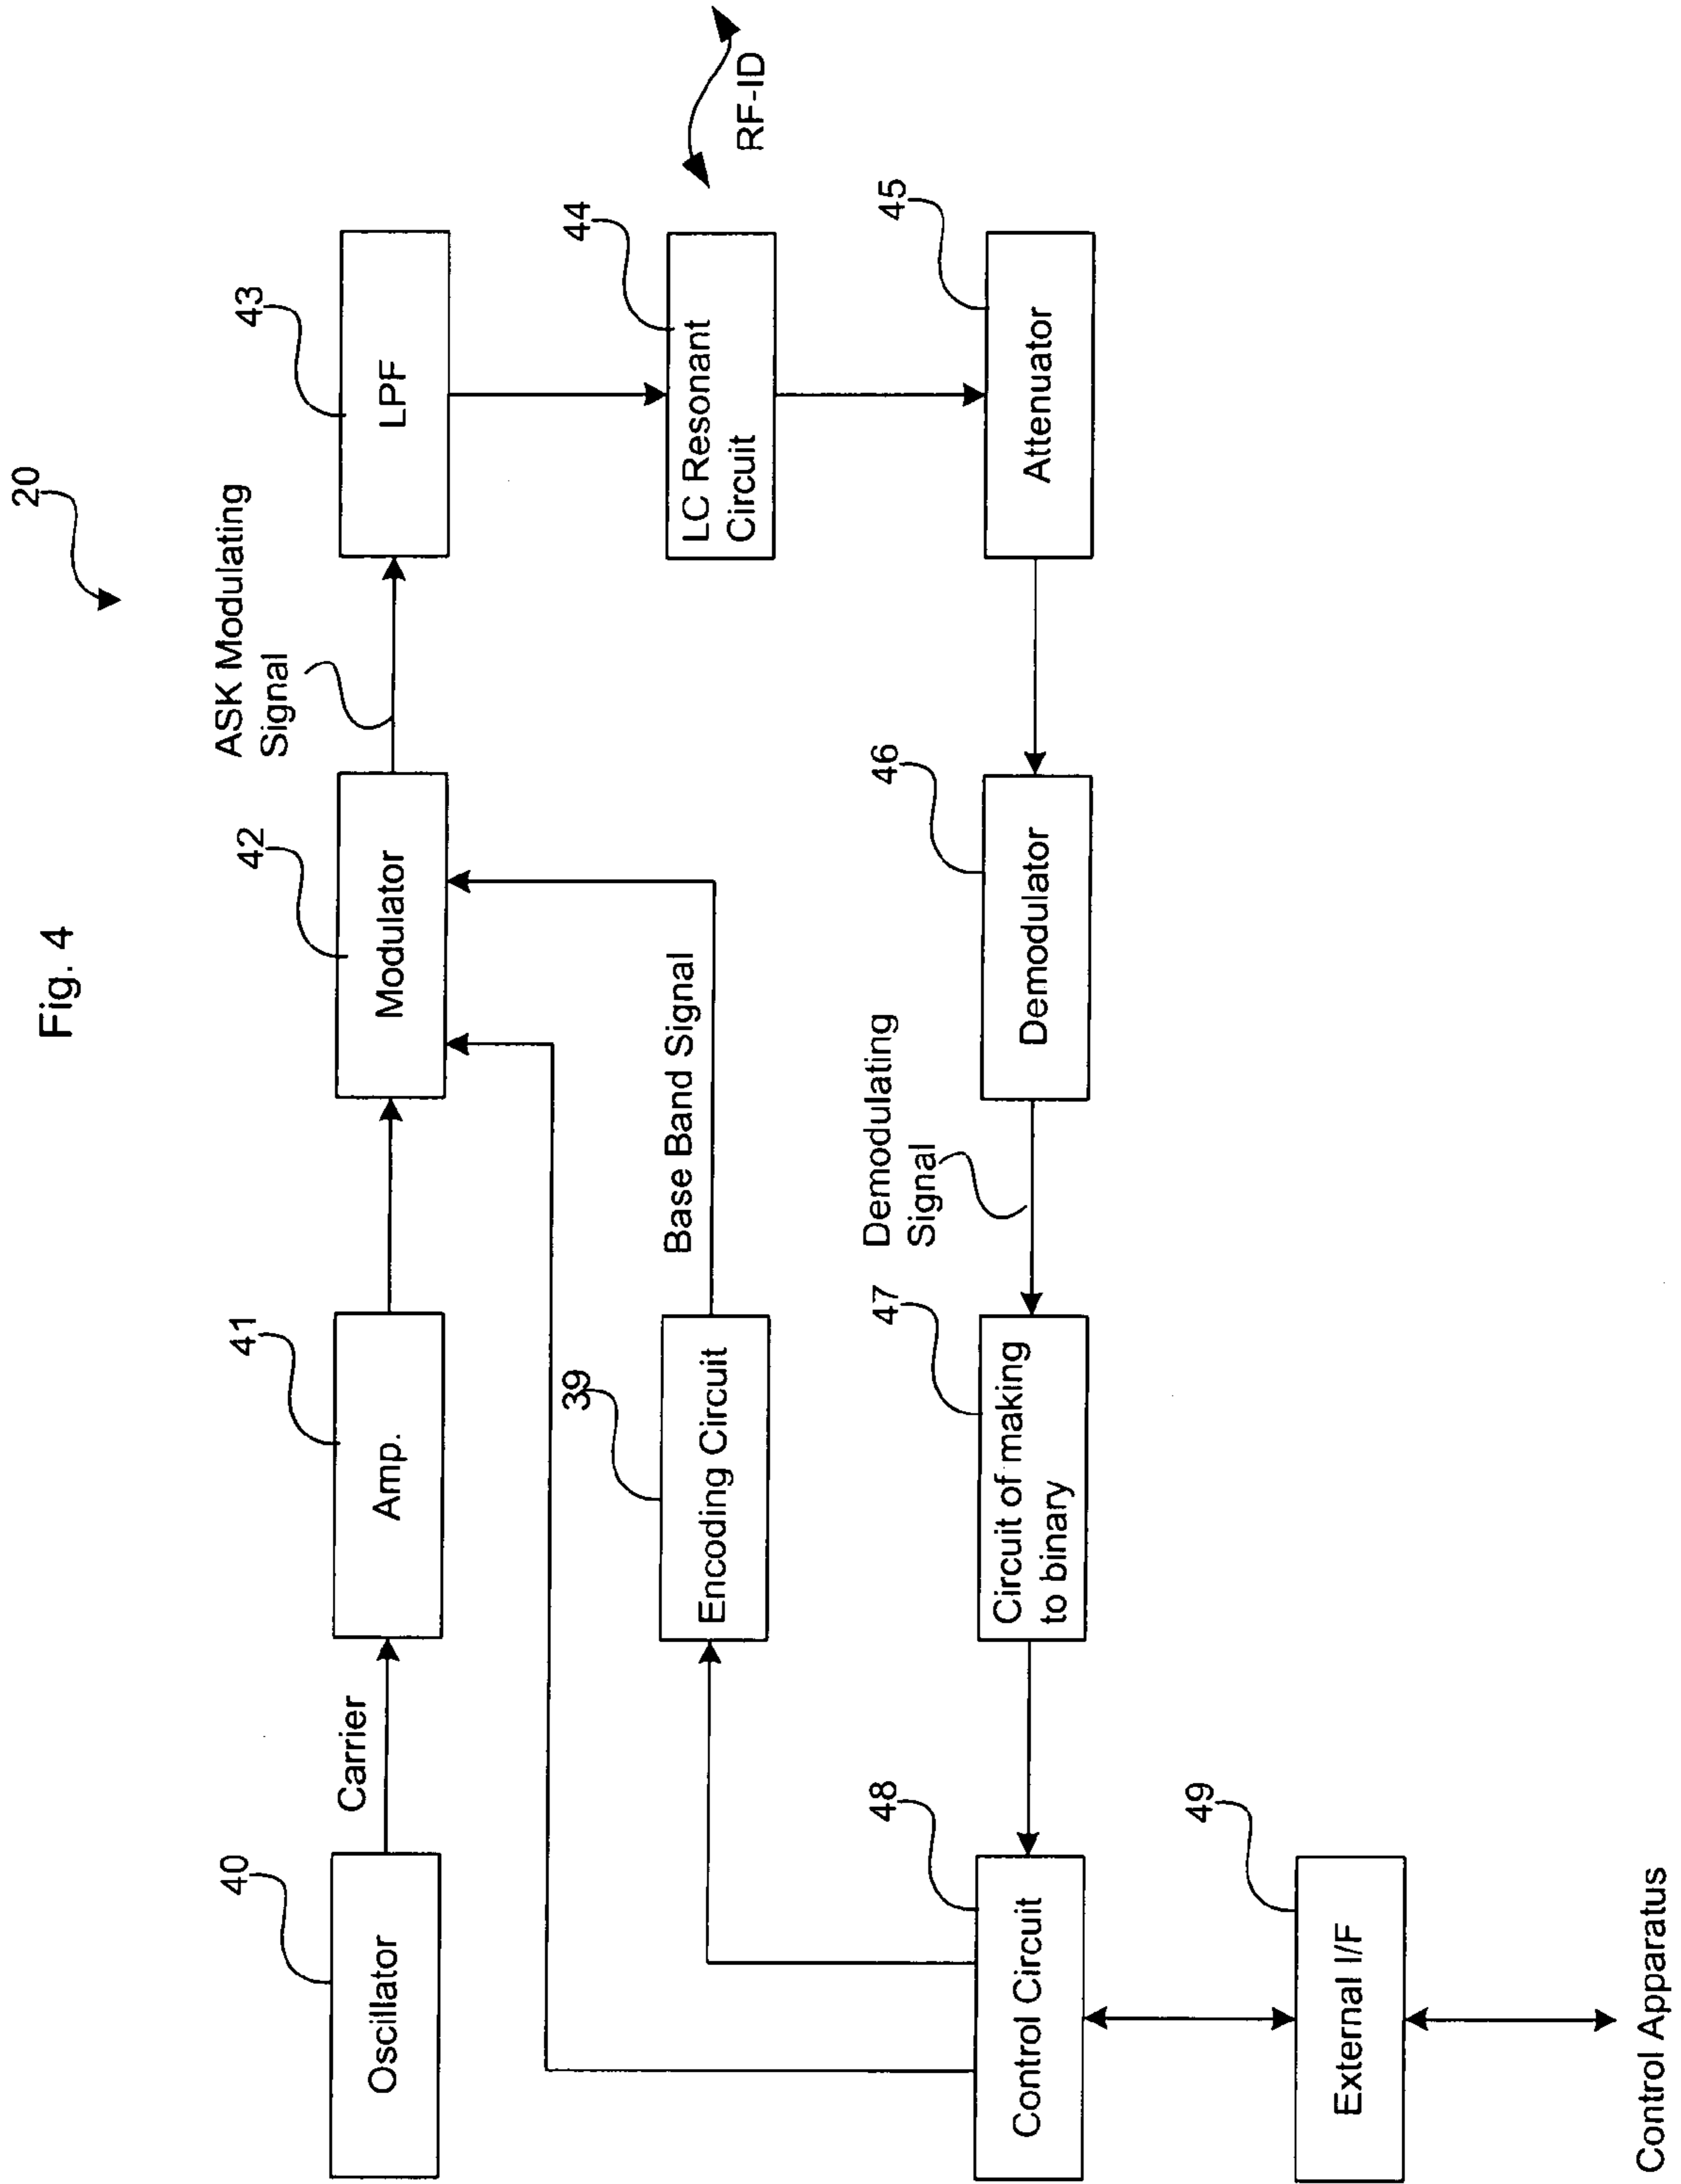 Fig. 4
20
40
Oscillator
Carrier
41
Amp.
42
Modulator
ASK Modulating
Signal
43
LPF
39
Encoding Circuit
Base Band Signal
44
LC Resonant
Circuit
RF-ID
48
Control Circuit
47
Circuit of making
to binary
Demodulating
Signal
46
Demodulator
45
Attenuator
49
External I/F
Control Apparatus